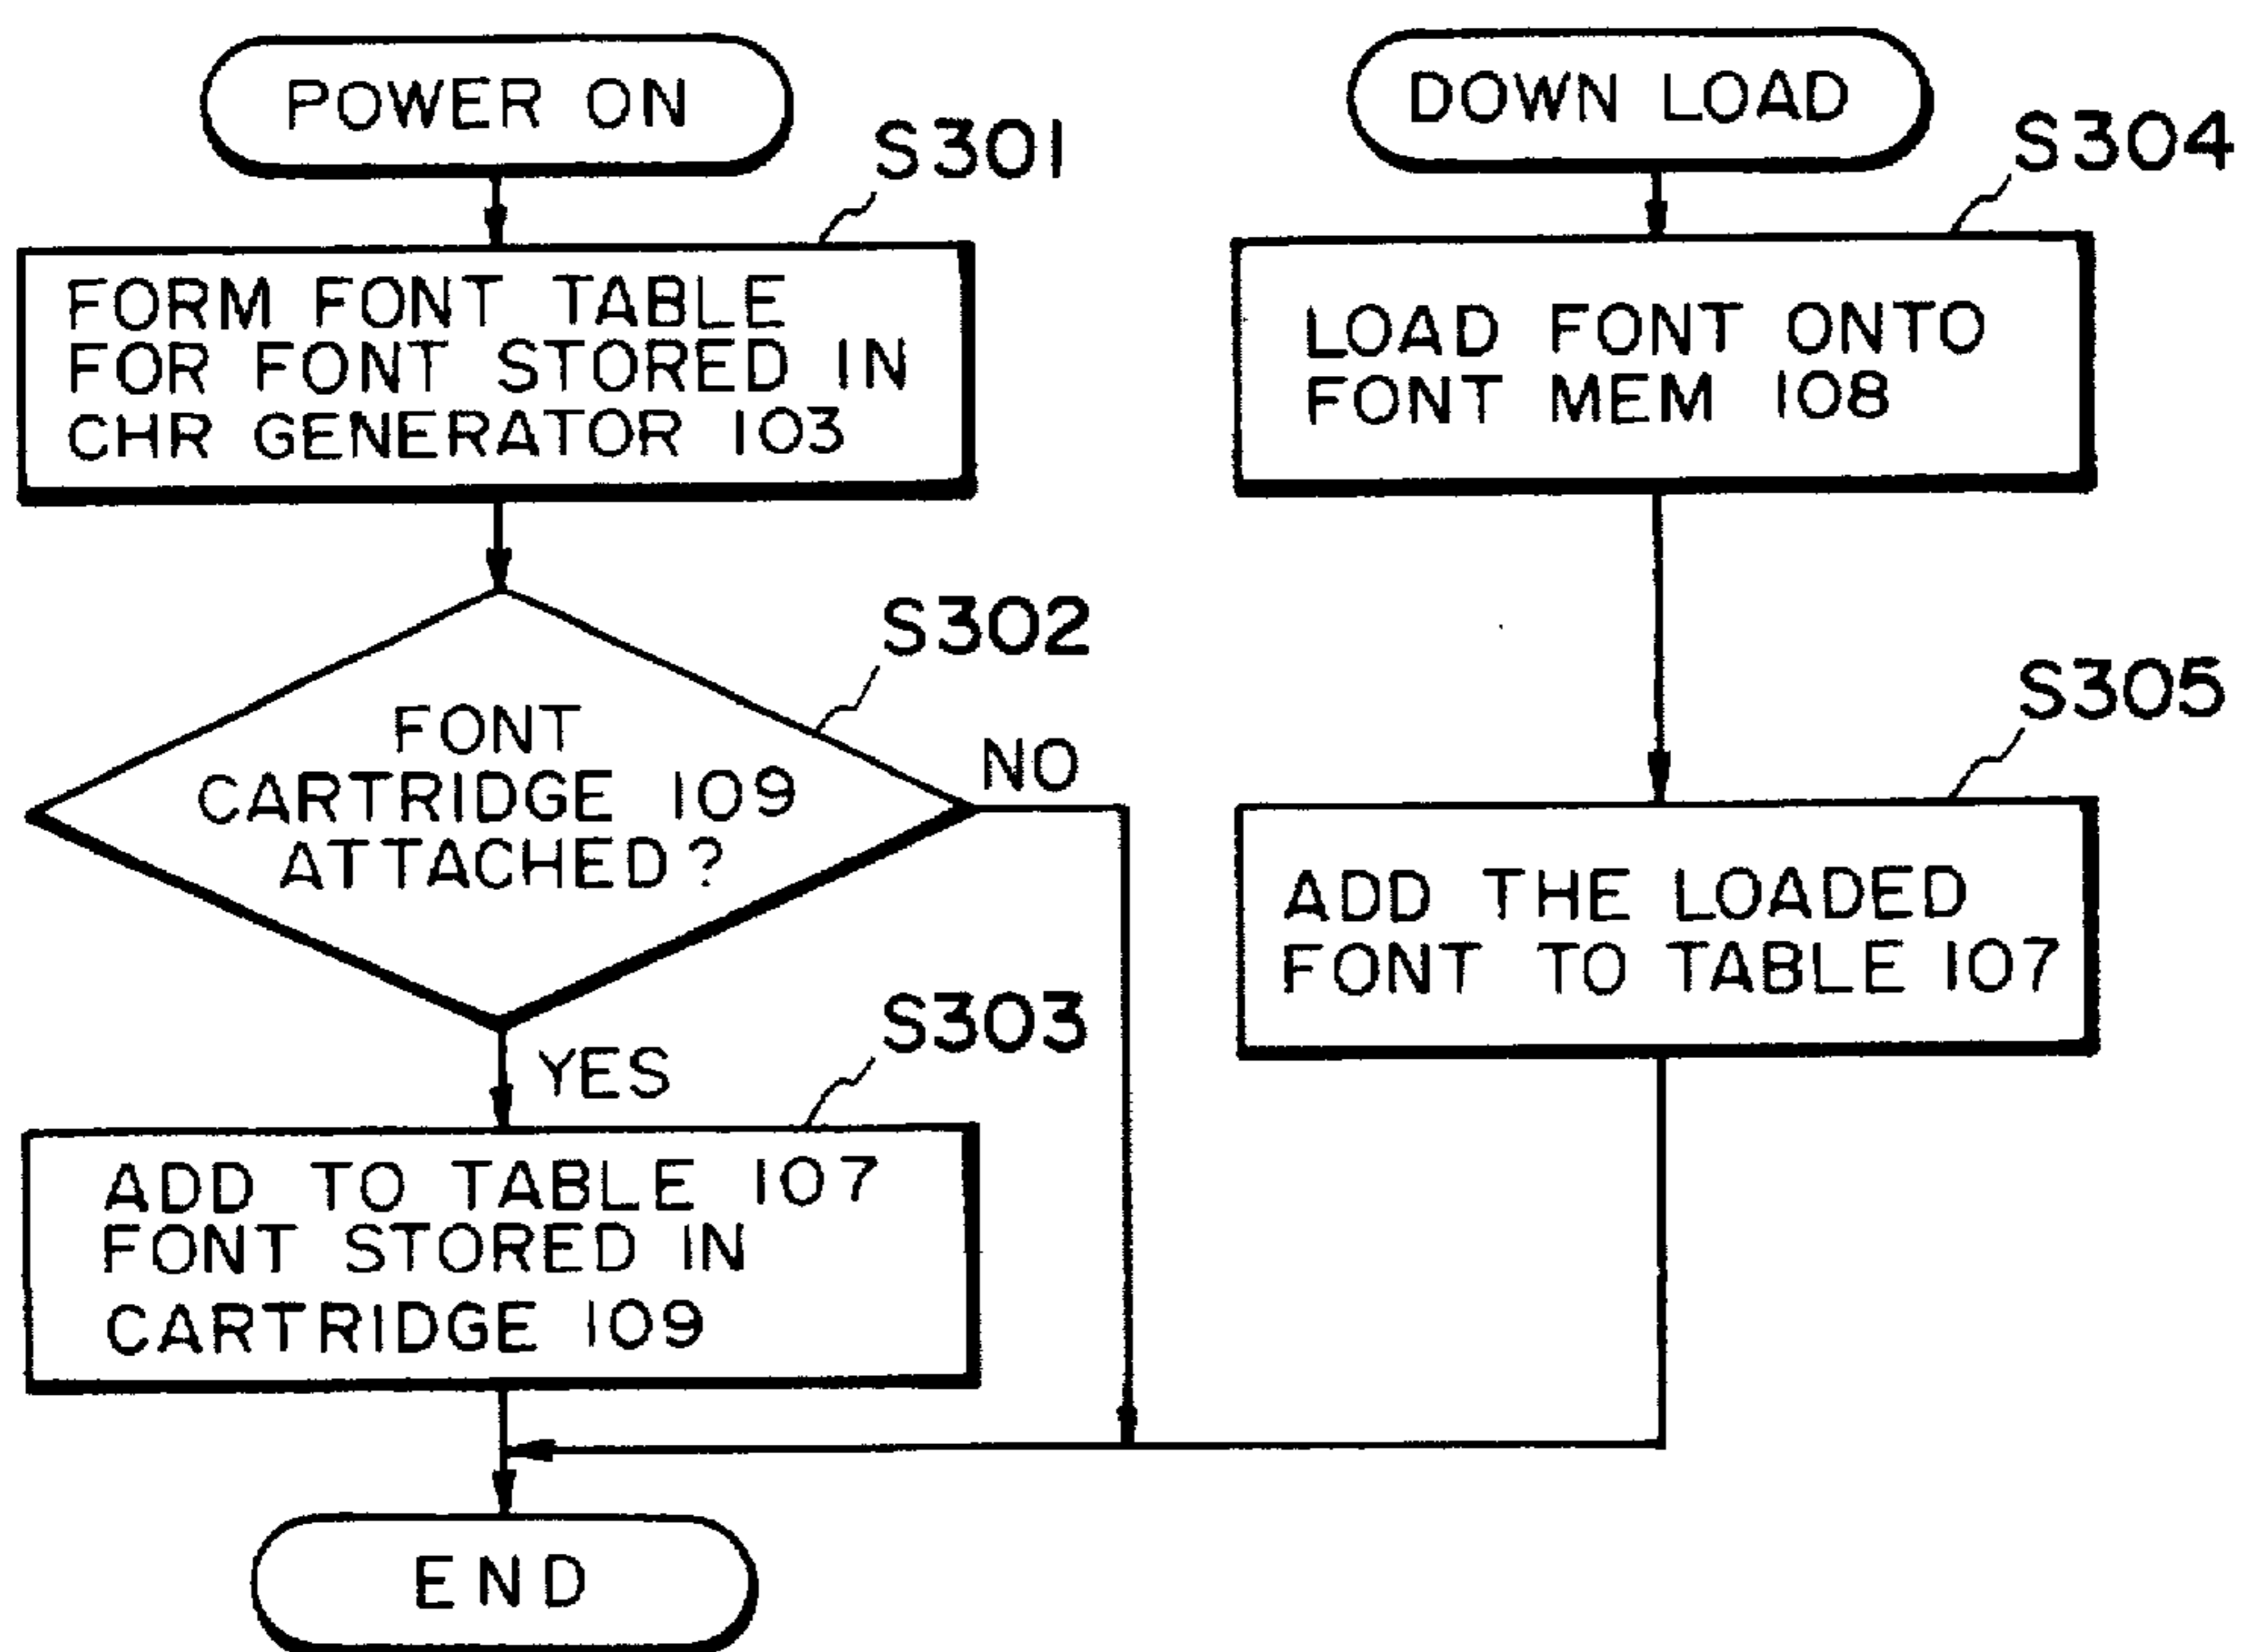 POWER ON
S301
FORM FONT TABLE
FOR FONT STORED IN
CHR GENERATOR 103
S302
FONT
CARTRIDGE 109
ATTACHED?
NO
YES
S303
ADD TO TABLE 107
FONT STORED IN
CARTRIDGE 109
END
DOWN LOAD
S304
LOAD FONT ONTO
FONT MEM 108
S305
ADD THE LOADED
FONT TO TABLE 107